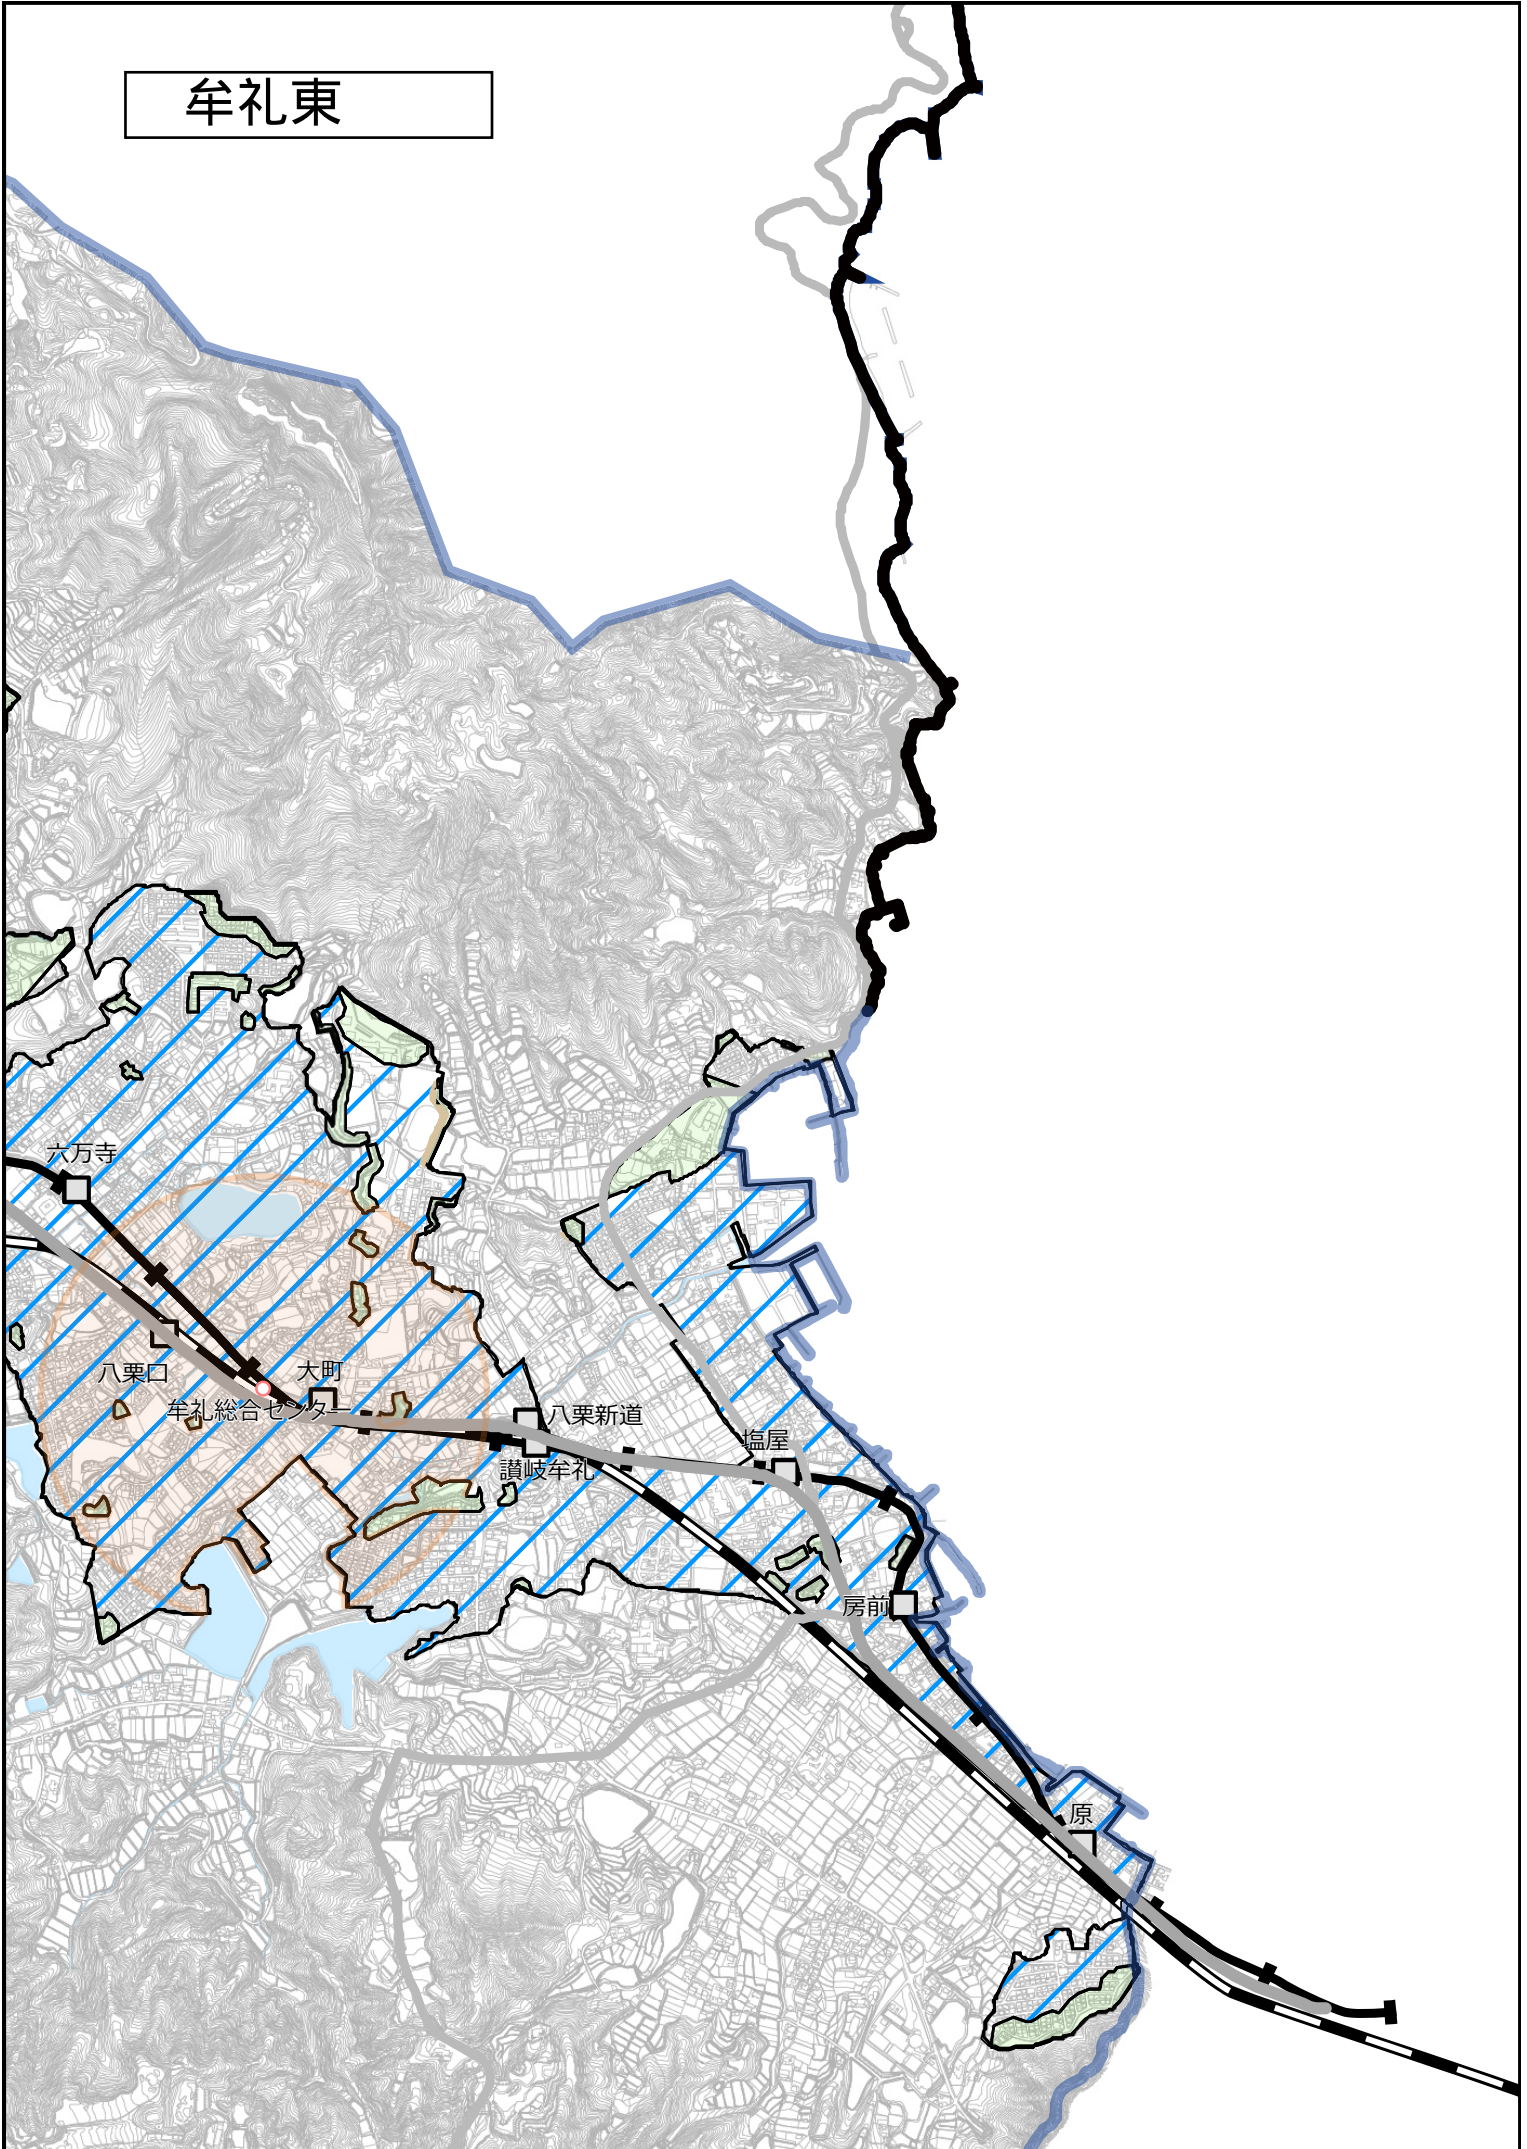 牟礼東
六万寺
八栗口
大町
牟礼総合センター
八栗新道
讃岐牟礼
塩屋
房前
原